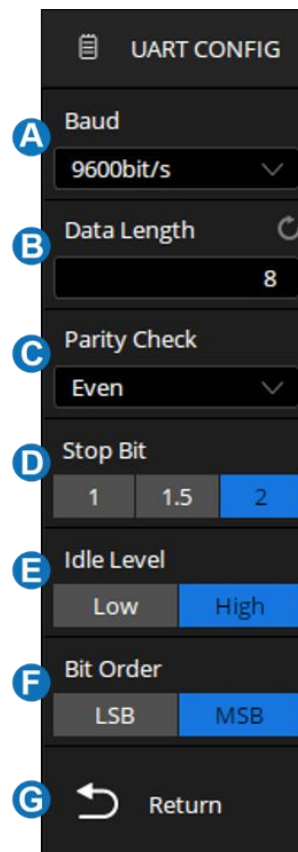 UART CONFIG
A
Baud
9600bit/s
B
Data Length
8
C
Parity Check
Even
D
Stop Bit
1 1.5 2
E
Idle Level
Low High
F
Bit Order
LSB MSB
G
Return